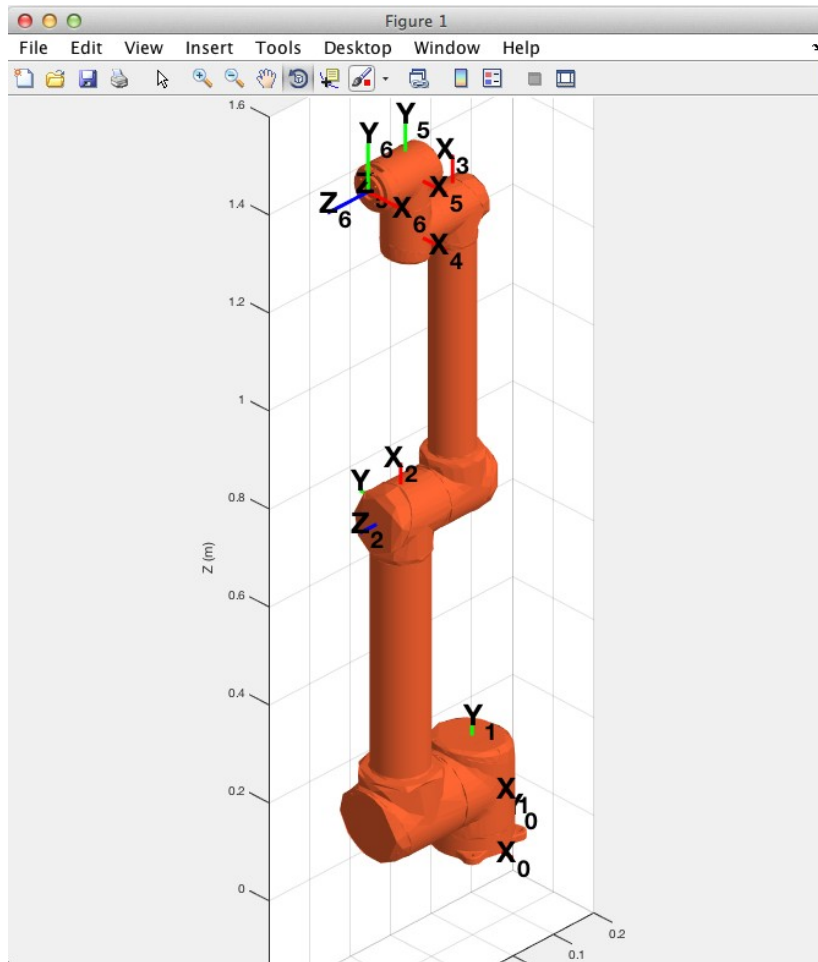 Figure 1
File Edit View Insert Tools Desktop Window Help
1.6
Y 5
Y 6
X 3
Z 5
X 5
Z 6
X 6
1.4
X 4
1.2
1
X 2
Y
0.8
Z 2
Z (m)
0.6
0.4
Y 1
0.2
X 1
0
X 0
0
0.2
0.1